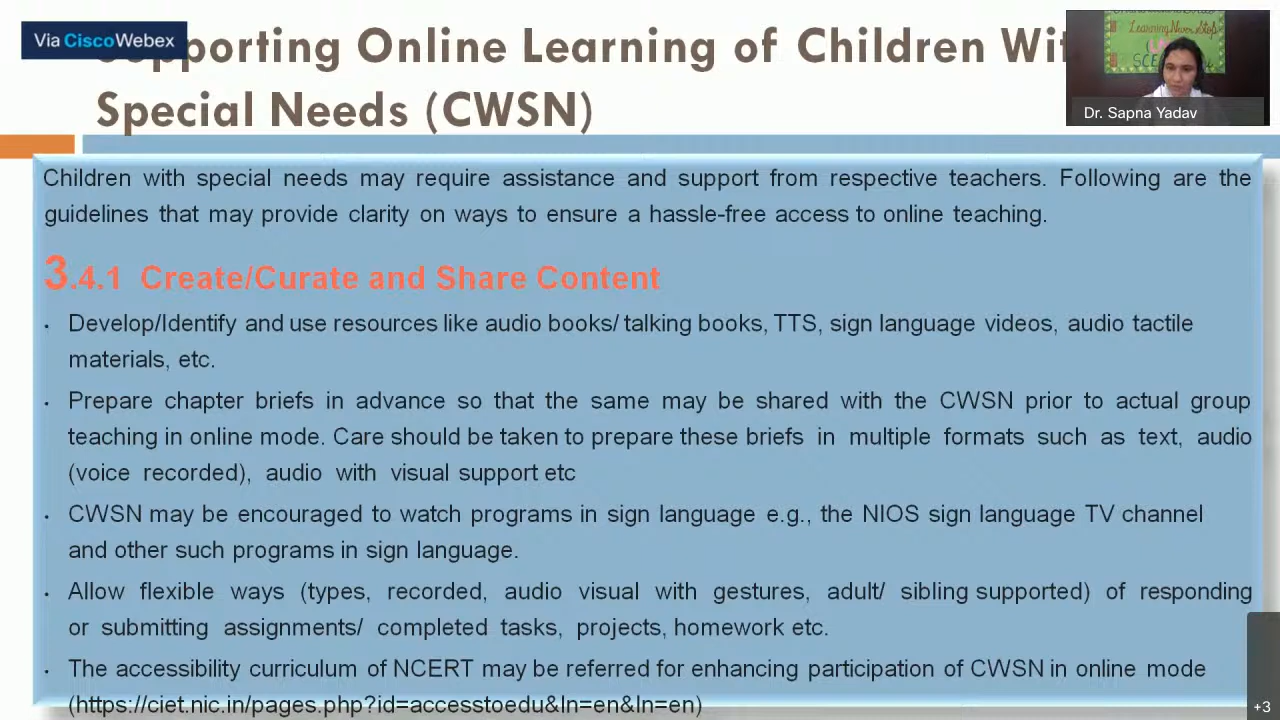 Via Cisco Webex
Supporting Online Learning of Children Wit
Special Needs (CWSN)
Learning Never Stop
Dr. Sapna Yadav
Children with special needs may require assistance and support from respective teachers. Following are the
guidelines that may provide clarity on ways to ensure a hassle-free access to online teaching.
3.4.1 Create/Curate and Share Content
• Develop/Identify and use resources like audio books/ talking books, TTS, sign language videos, audio tactile
materials, etc.
• Prepare chapter briefs in advance so that the same may be shared with the CWSN prior to actual group
teaching in online mode. Care should be taken to prepare these briefs in multiple formats such as text, audio
(voice recorded), audio with visual support etc
• CWSN may be encouraged to watch programs in sign language e.g., the NIOS sign language TV channel
and other such programs in sign language.
• Allow flexible ways (types, recorded, audio visual with gestures, adult/ sibling supported) of responding
or submitting assignments/ completed tasks, projects, homework etc.
• The accessibility curriculum of NCERT may be referred for enhancing participation of CWSN in online mode
(https://ciet.nic.in/pages.php?id=accesstoedu&ln=en&ln=en)
+3